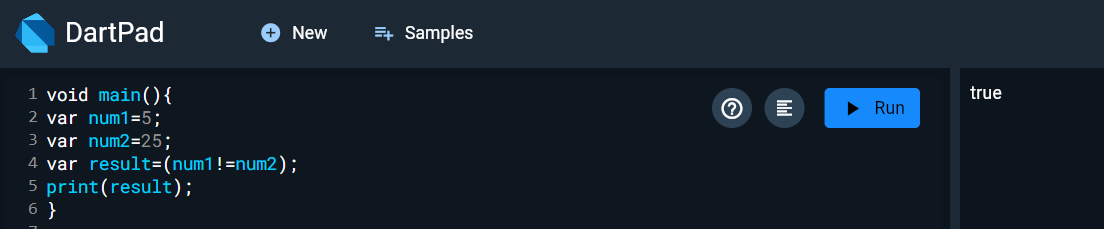 DartPad
New
Samples
1 void main(){
2 var num1=5;
3 var num2=25;
4 var result=(num1!=num2);
5 print(result);
6 }
7
Run
true